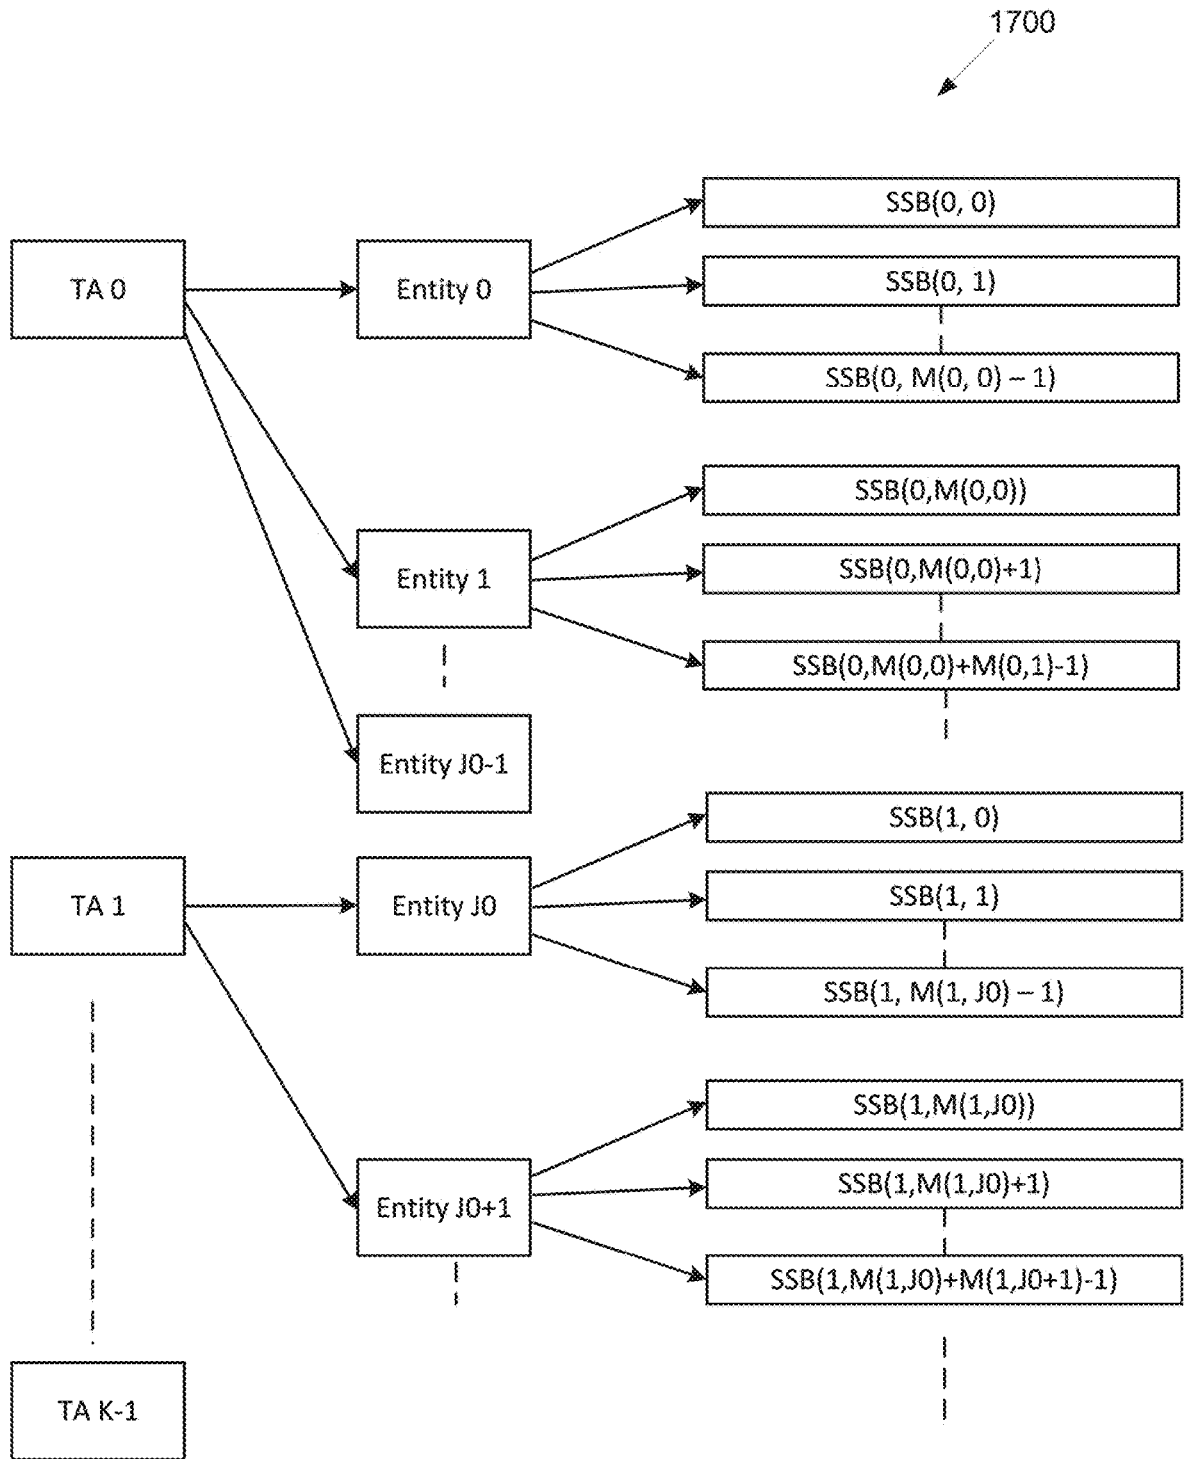 1700
SSB(0, 0)
TA 0
Entity 0
SSB(0, 1)
SSB(0, M(0, 0) – 1)
SSB(0,M(0,0))
Entity 1
SSB(0,M(0,0)+1)
SSB(0,M(0,0)+M(0,1)-1)
Entity J0-1
SSB(1, 0)
TA 1
Entity J0
SSB(1, 1)
SSB(1, M(1, J0) – 1)
SSB(1,M(1,J0))
Entity J0+1
SSB(1,M(1,J0)+1)
SSB(1,M(1,J0)+M(1,J0+1)-1)
TA K-1